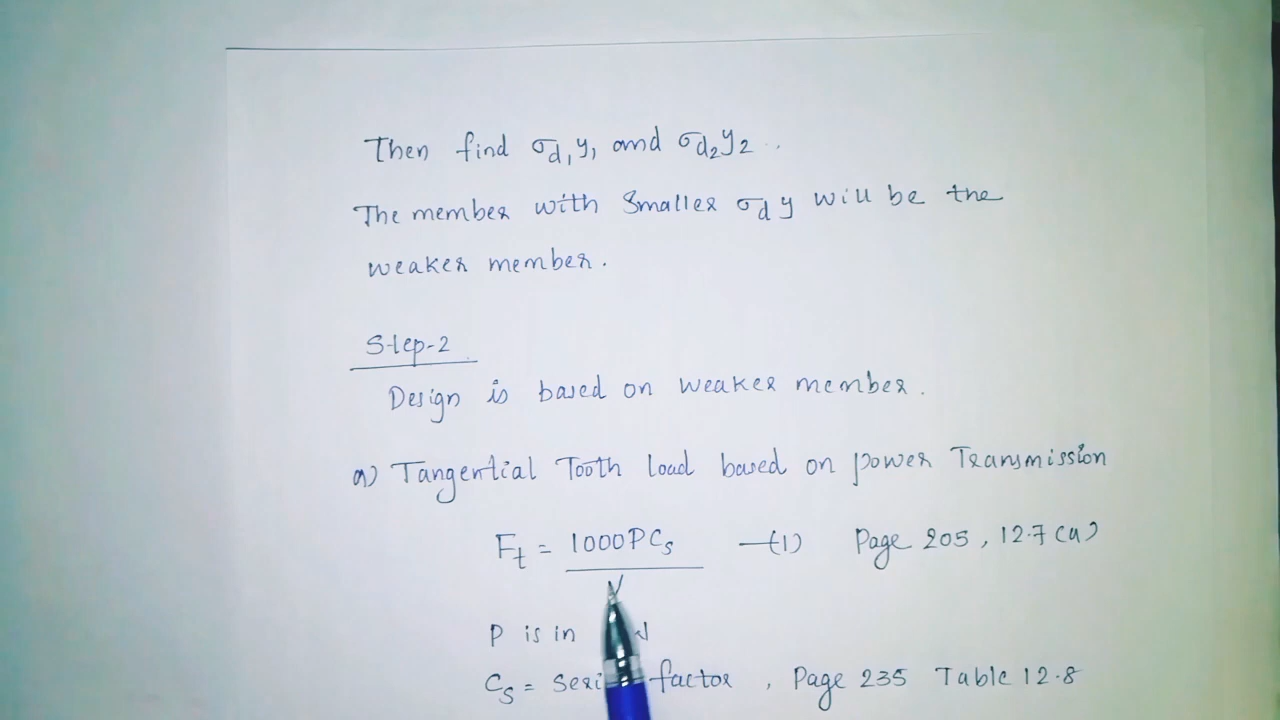 Then find σd₁y₁ and σd₂y₂.
The member with Smaller σd y will be the
weaker member.
Step-2
Design is based on weaker member.
a) Tangential Tooth load based on power Transmission
Ft = 1000PCs / V —(1) Page 205, 12.7(a)
P is in
Cs = factor, Page 235 Table 12.8